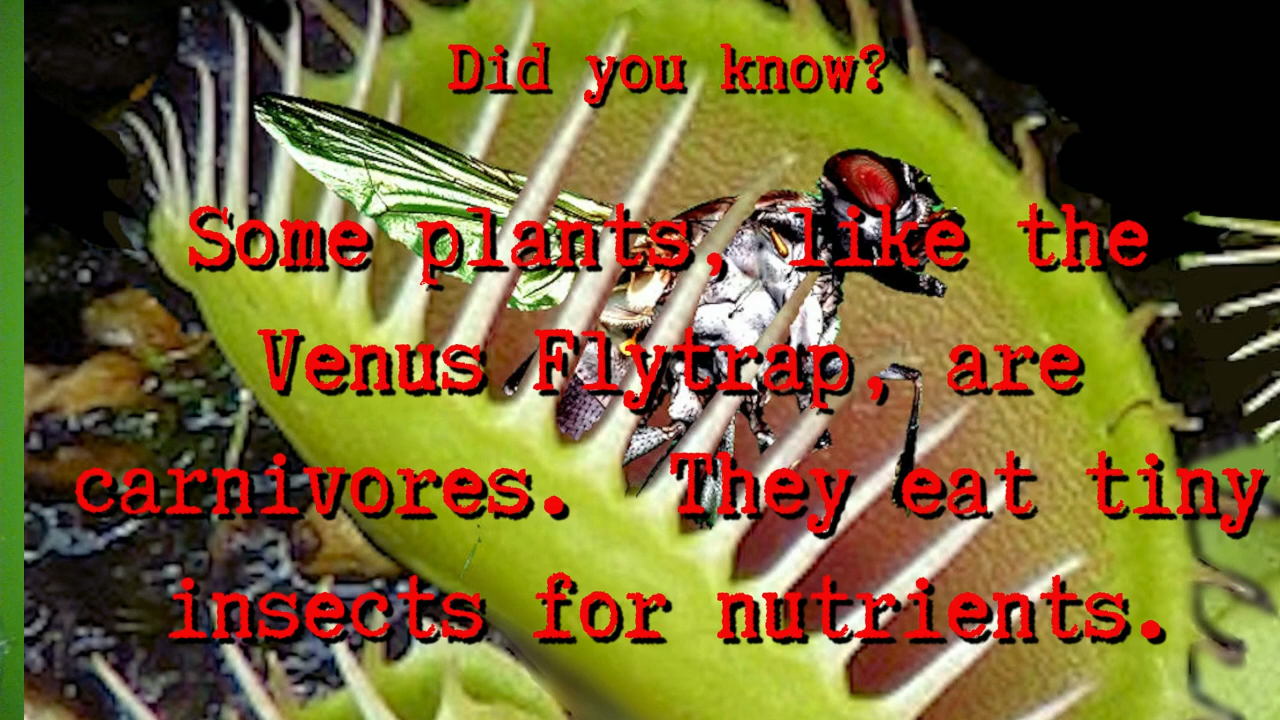 Did you know?
Some plants, like the
Venus Flytrap, are
carnivores.  They eat tiny
insects for nutrients.